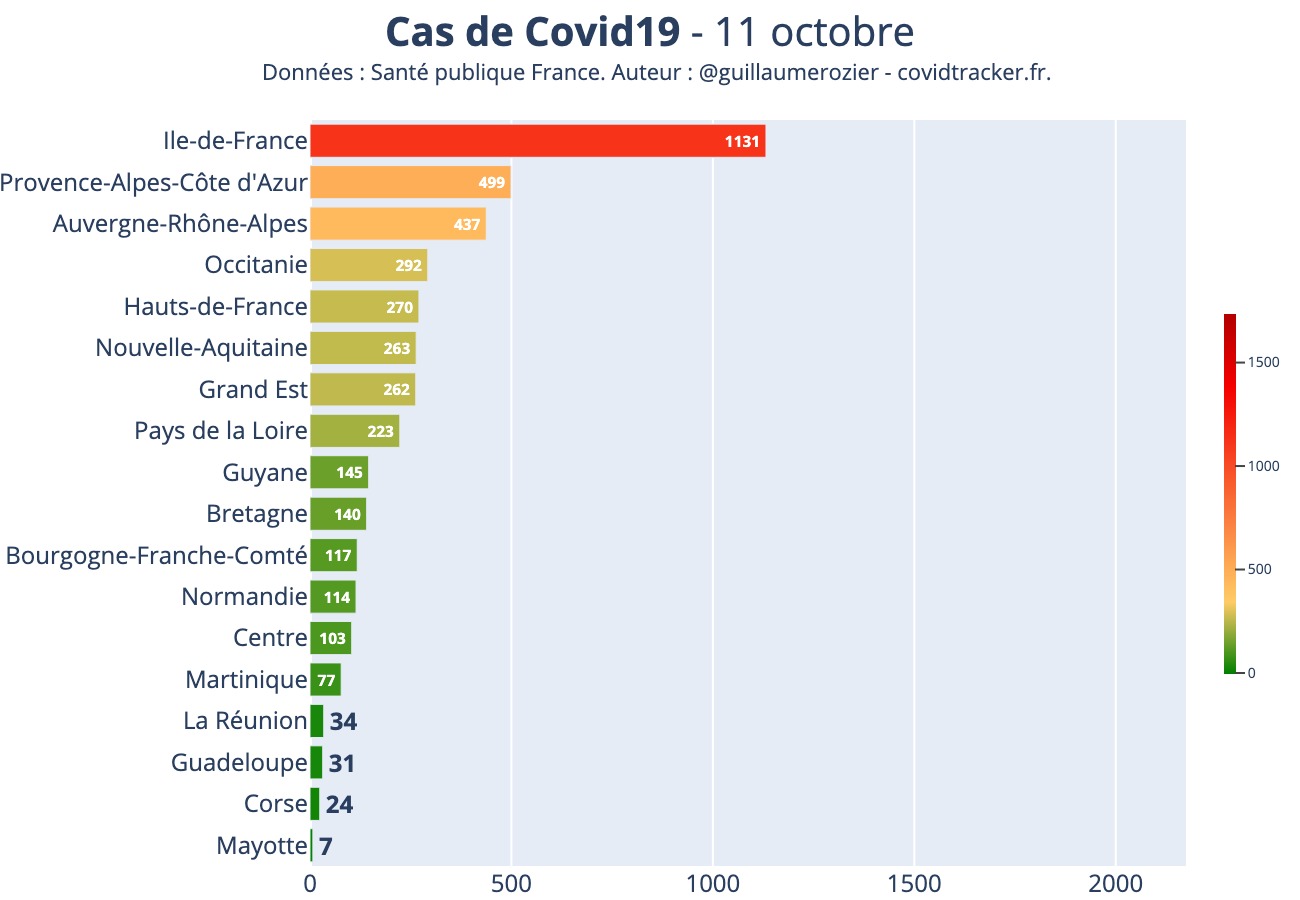 Cas de Covid19 - 11 octobre
Données : Santé publique France. Auteur : @guillaumerozier - covidtracker.fr.
Ile-de-France 1131
Provence-Alpes-Côte d'Azur 499
Auvergne-Rhône-Alpes 437
Occitanie 292
Hauts-de-France 270
Nouvelle-Aquitaine 263
Grand Est 262
Pays de la Loire 223
Guyane 145
Bretagne 140
Bourgogne-Franche-Comté 117
Normandie 114
Centre 103
Martinique 77
La Réunion 34
Guadeloupe 31
Corse 24
Mayotte 7
0 500 1000 1500 2000
1500
1000
500
0